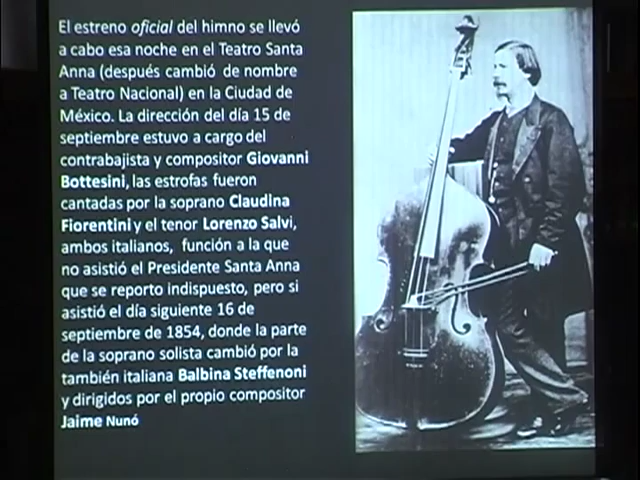 El estreno oficial del himno se llevó
a cabo esa noche en el Teatro Santa
Anna (después cambió de nombre
a Teatro Nacional) en la Ciudad de
México. La dirección del día 15 de
septiembre estuvo a cargo del
contrabajista y compositor Giovanni
Bottesini, las estrofas fueron
cantadas por la soprano Claudina
Fiorentini y el tenor Lorenzo Salvi,
ambos italianos, función a la que
no asistió el Presidente Santa Anna
que se reporto indispuesto, pero si
asistió el día siguiente 16 de
septiembre de 1854, donde la parte
de la soprano solista cambió por la
también italiana Balbina Steffenoni
y dirigidos por el propio compositor
Jaime Nunó